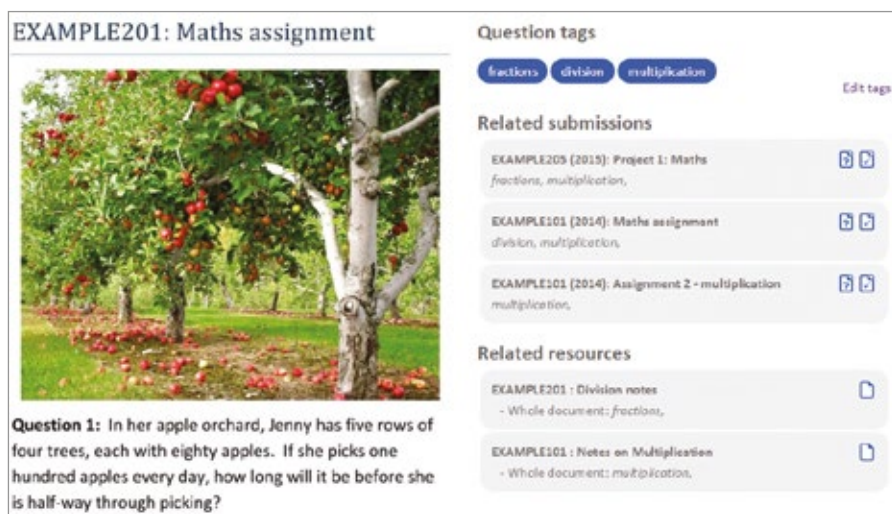 EXAMPLE201: Maths assignment
Question 1: In her apple orchard, Jenny has five rows of
four trees, each with eighty apples. If she picks one
hundred apples every day, how long will it be before she
is half-way through picking?
Question tags
fractions division multiplication
Edit tags
Related submissions
EXAMPLE205 (2015): Project 1: Maths
fractions, multiplication,
EXAMPLE101 (2014): Maths assignment
division, multiplication,
EXAMPLE101 (2014): Assignment 2 - multiplication
multiplication,
Related resources
EXAMPLE201 : Division notes
- Whole document: fractions,
EXAMPLE101 : Notes on Multiplication
- Whole document: multiplication,